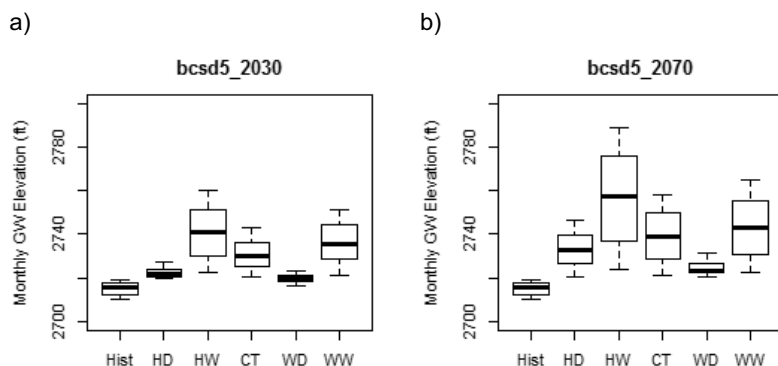 a)
b)
bcsd5_2030
bcsd5_2070
Monthly GW Elevation (ft)
2780
2740
2700
Hist HD HW CT WD WW
Monthly GW Elevation (ft)
2780
2740
2700
Hist HD HW CT WD WW